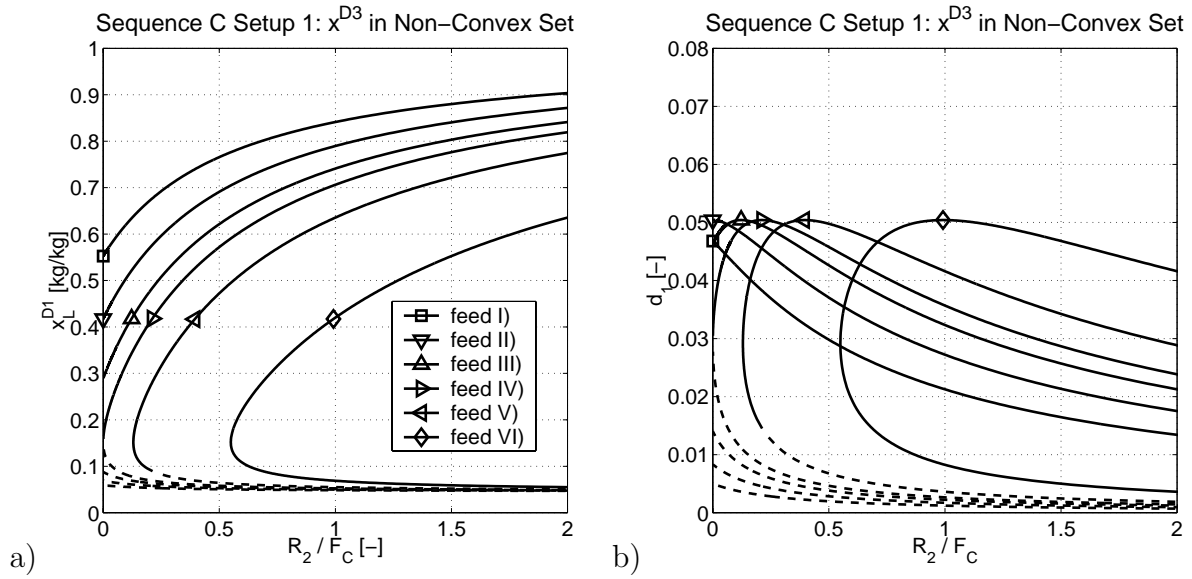 Sequence C Setup 1: x^D3 in Non−Convex Set
1
0.9
0.8
0.7
0.6
0.5
0.4
0.3
0.2
0.1
0
x_L^D1 [kg/kg]
feed I)
feed II)
feed III)
feed IV)
feed V)
feed VI)
0 0.5 1 1.5 2
R_2 / F_C [−]
a)
Sequence C Setup 1: x^D3 in Non−Convex Set
0.08
0.07
0.06
0.05
0.04
0.03
0.02
0.01
0
d_1 [−]
0 0.5 1 1.5 2
R_2 / F_C [−]
b)